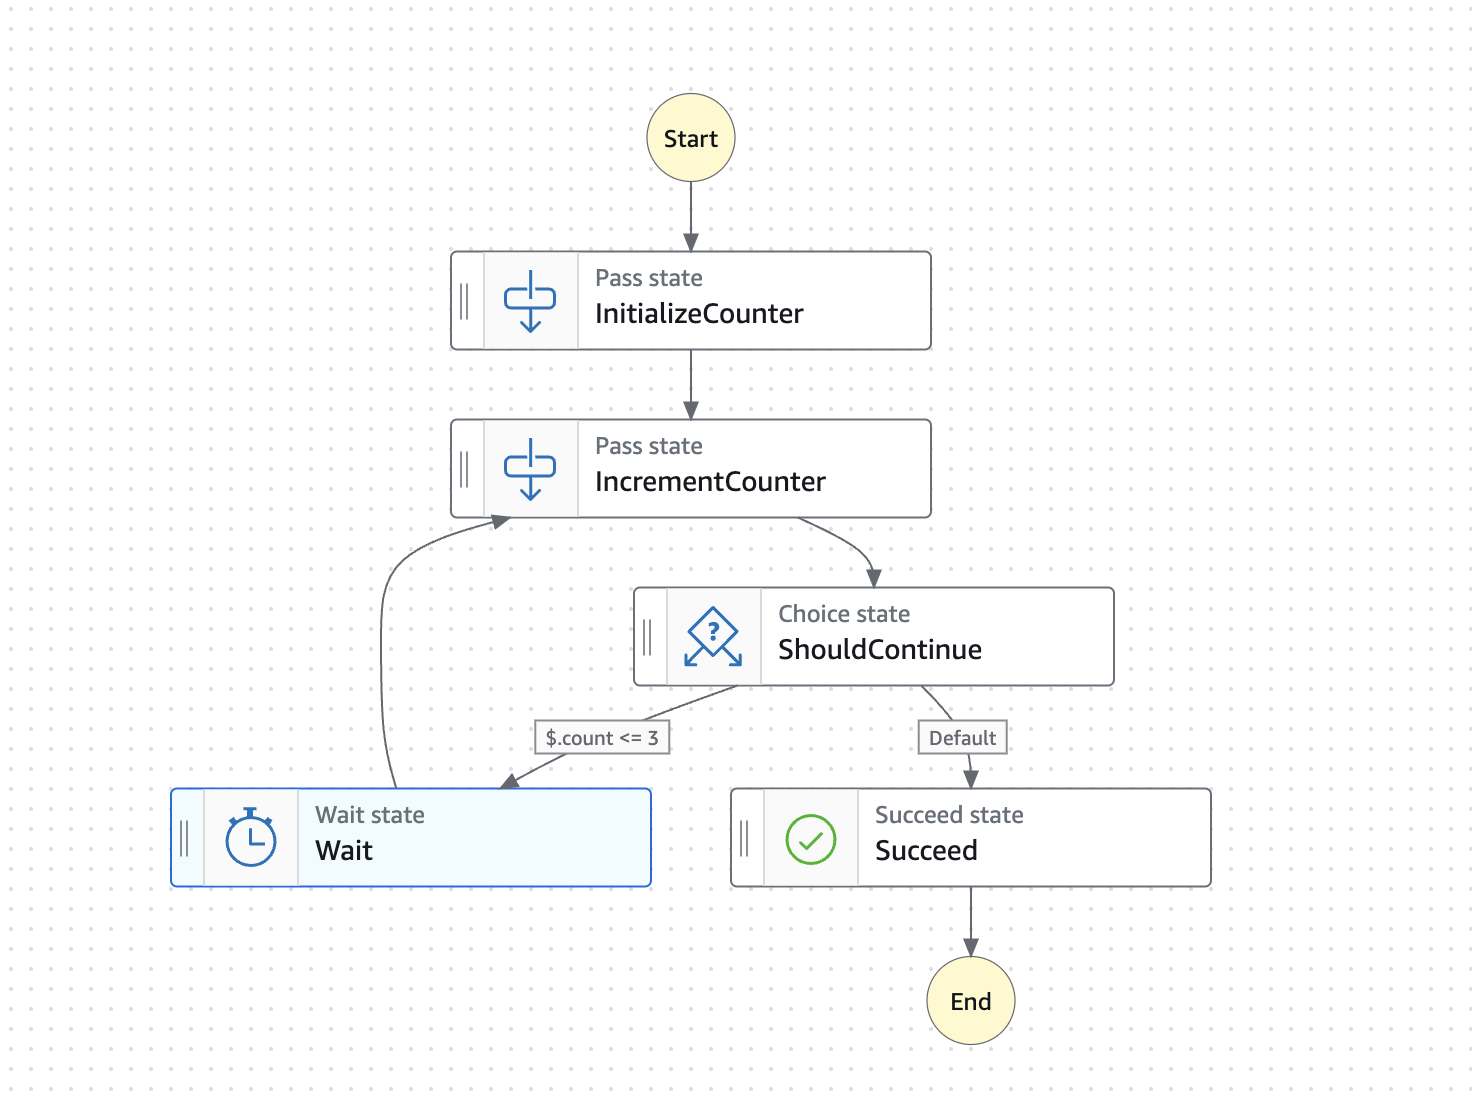 Start
Pass state
InitializeCounter
Pass state
IncrementCounter
Choice state
ShouldContinue
$.count <= 3
Default
Wait state
Wait
Succeed state
Succeed
End